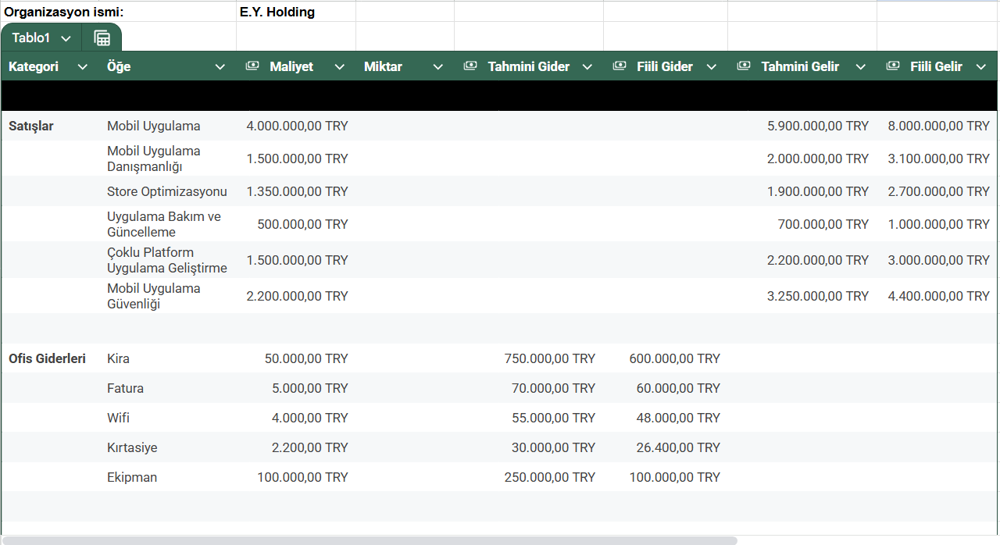 Organizasyon ismi: E.Y. Holding
Tablo1
Kategori Öğe Maliyet Miktar Tahmini Gider Fiili Gider Tahmini Gelir Fiili Gelir
Satışlar Mobil Uygulama 4.000.000,00 TRY 5.900.000,00 TRY 8.000.000,00 TRY
Mobil Uygulama
Danışmanlığı 1.500.000,00 TRY 2.000.000,00 TRY 3.100.000,00 TRY
Store Optimizasyonu 1.350.000,00 TRY 1.900.000,00 TRY 2.700.000,00 TRY
Uygulama Bakım ve
Güncelleme 500.000,00 TRY 700.000,00 TRY 1.000.000,00 TRY
Çoklu Platform
Uygulama Geliştirme 1.500.000,00 TRY 2.200.000,00 TRY 3.000.000,00 TRY
Mobil Uygulama
Güvenliği 2.200.000,00 TRY 3.250.000,00 TRY 4.400.000,00 TRY
Ofis Giderleri Kira 50.000,00 TRY 750.000,00 TRY 600.000,00 TRY
Fatura 5.000,00 TRY 70.000,00 TRY 60.000,00 TRY
Wifi 4.000,00 TRY 55.000,00 TRY 48.000,00 TRY
Kırtasiye 2.200,00 TRY 30.000,00 TRY 26.400,00 TRY
Ekipman 100.000,00 TRY 250.000,00 TRY 100.000,00 TRY